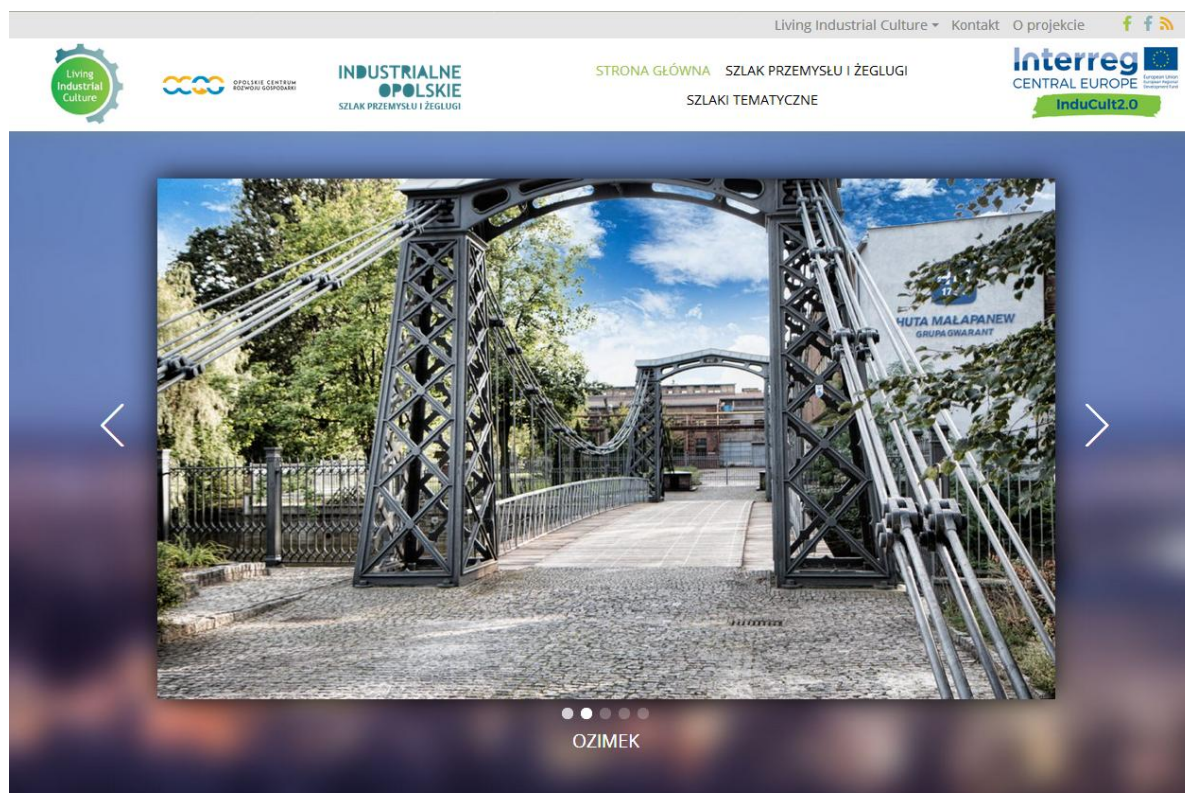 Living Industrial Culture Kontakt O projekcie
Living
Industrial
Culture
OPOLSKIE CENTRUM
ROZWOJU GOSPODARKI
INDUSTRIALNE
OPOLSKIE
SZLAK PRZEMYSŁU I ŻEGLUGI
STRONA GŁÓWNA SZLAK PRZEMYSŁU I ŻEGLUGI
SZLAKI TEMATYCZNE
Interreg
CENTRAL EUROPE
European Union
European Regional
Development Fund
InduCult2.0
17
HUTA MAŁAPANEW
GRUPA GWARANT
OZIMEK